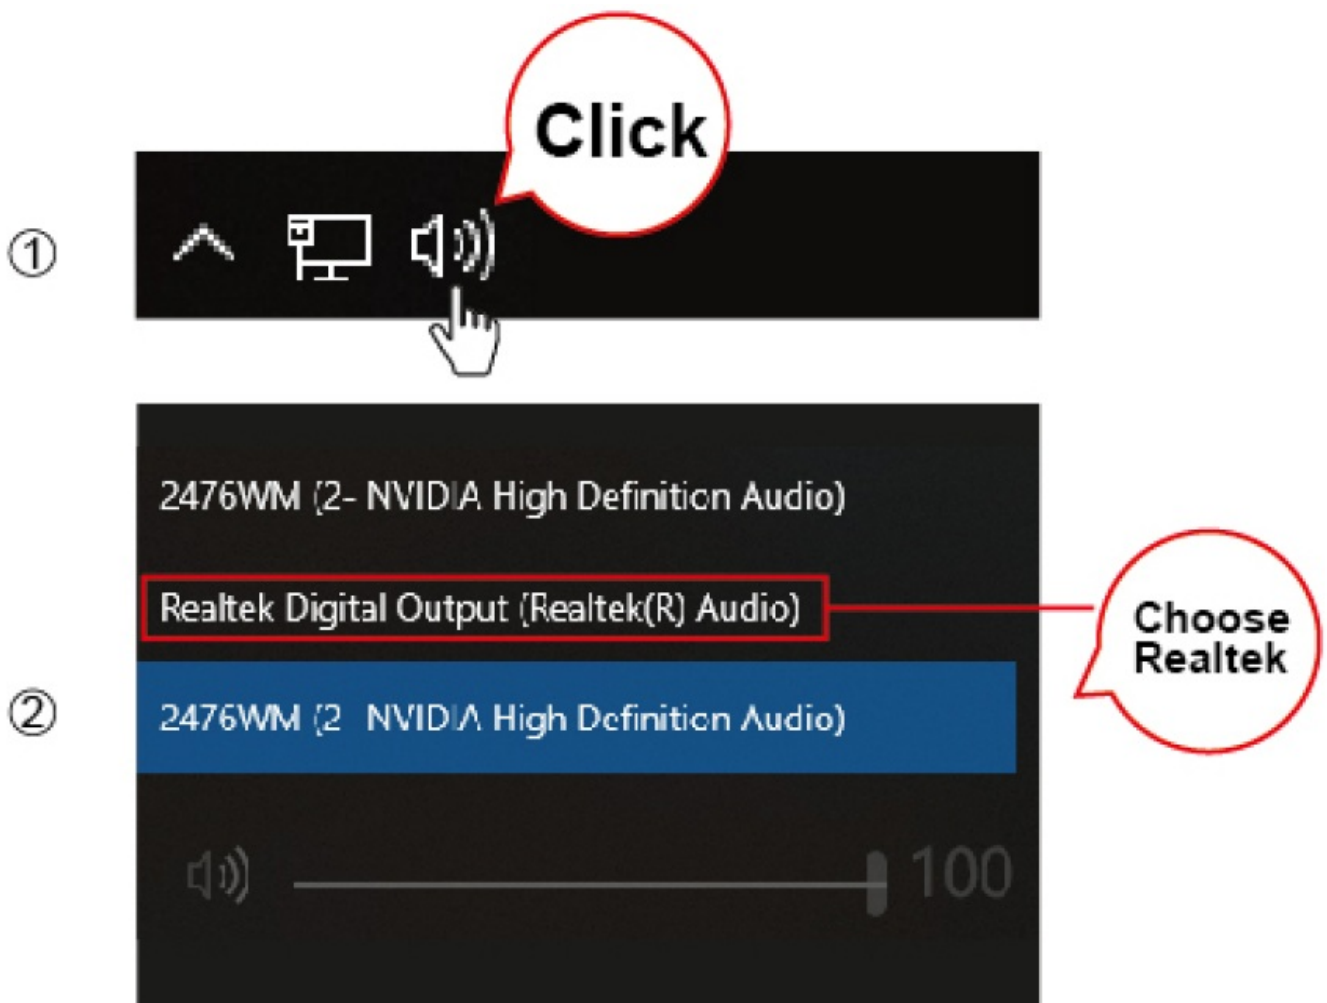 Click
①
2476WM (2- NVIDIA High Definition Audio)
Realtek Digital Output (Realtek(R) Audio)
Choose
Realtek
②
2476WM (2 NVIDIA High Definition Audio)
100